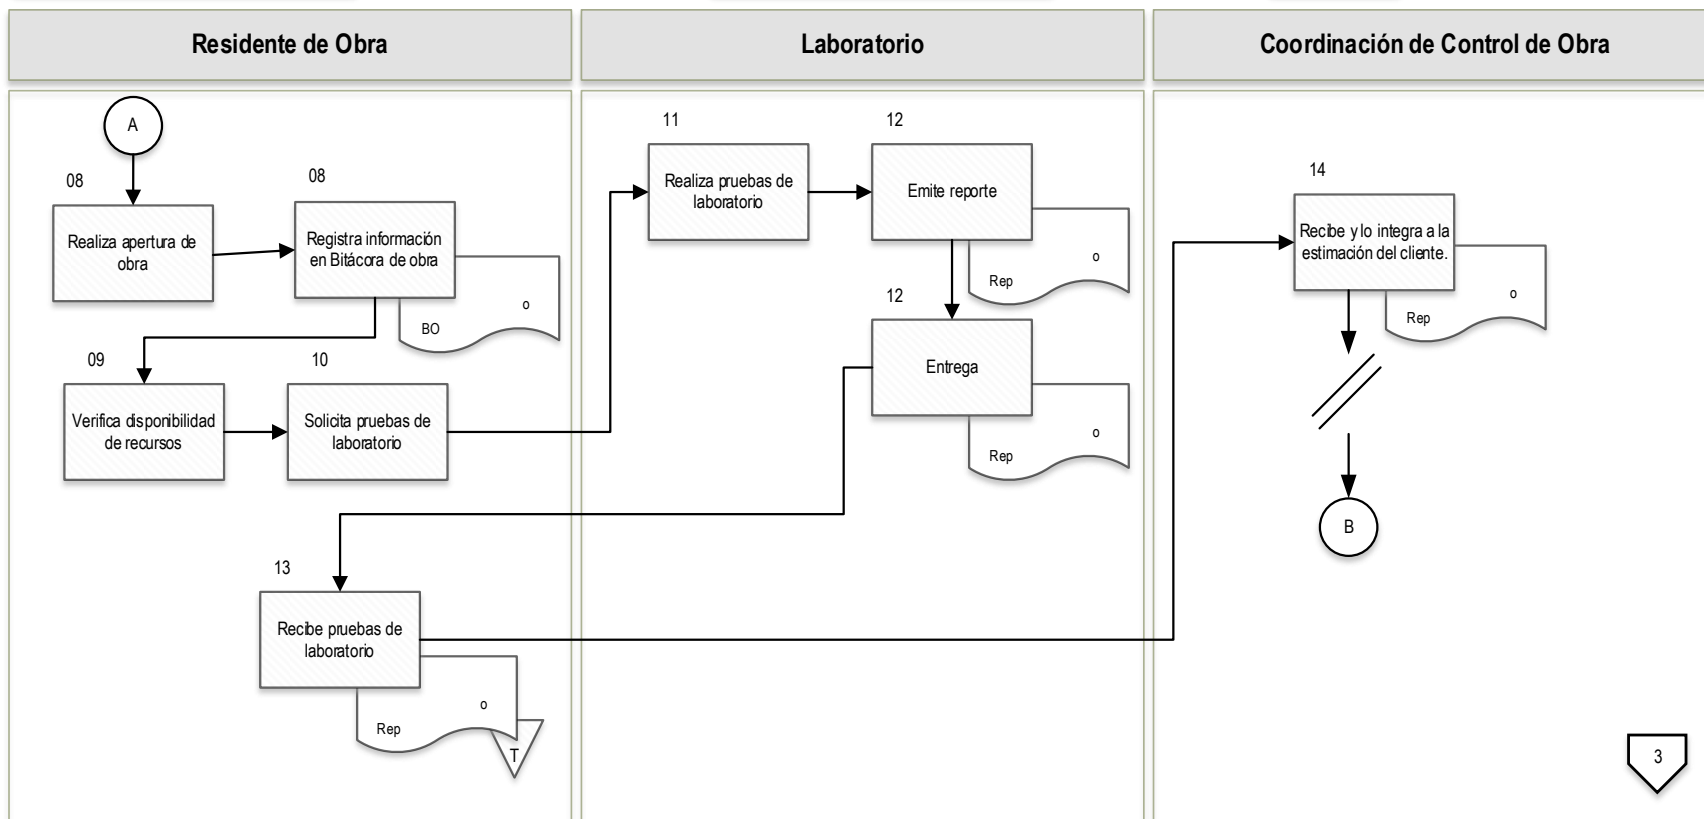 Residente de Obra
Laboratorio
Coordinación de Control de Obra
A
08
Realiza apertura de
obra
08
Registra información
en Bitácora de obra
o
BO
09
Verifica disponibilidad
de recursos
10
Solicita pruebas de
laboratorio
13
Recibe pruebas de
laboratorio
o
Rep
T
11
Realiza pruebas de
laboratorio
12
Emite reporte
o
Rep
12
Entrega
o
Rep
14
Recibe y lo integra a la
estimación del cliente.
o
Rep
B
3